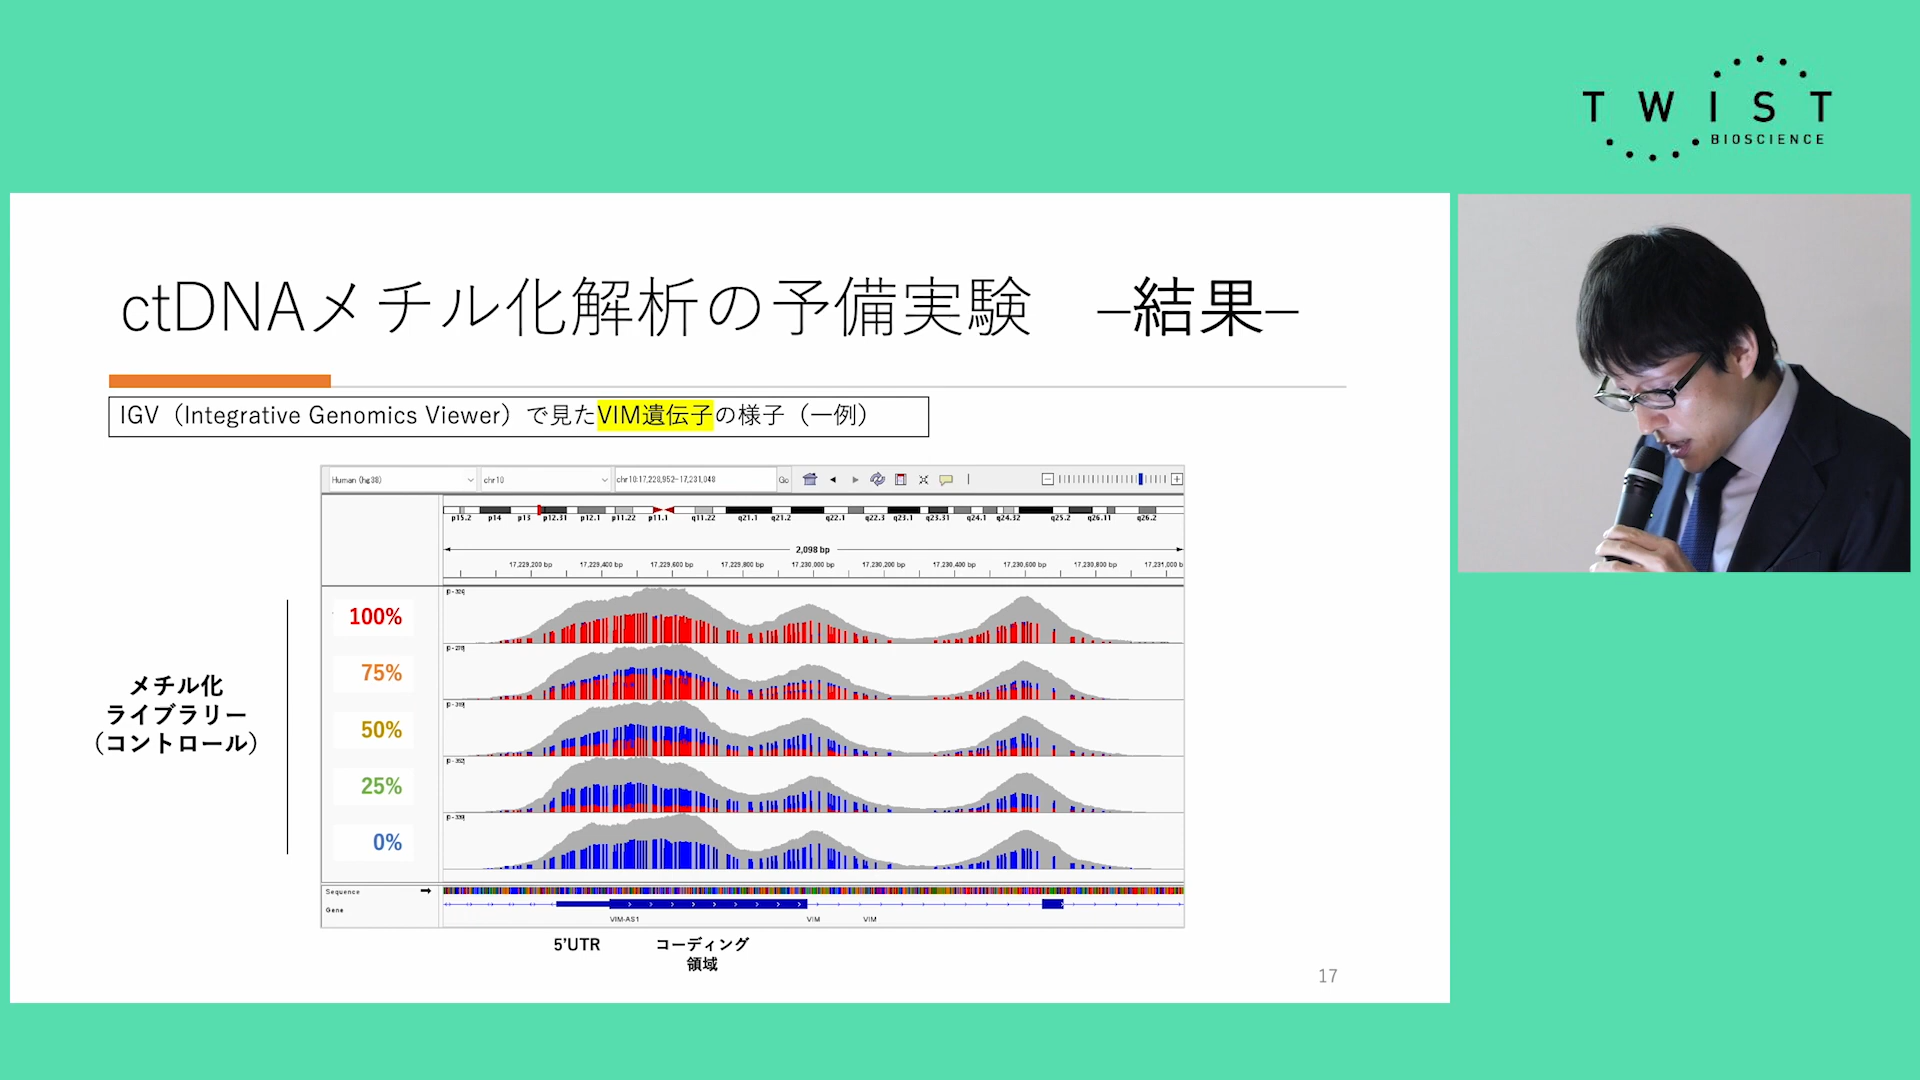 TWIST
BIOSCIENCE
ctDNAメチル化解析の予備実験 –結果–
IGV（Integrative Genomics Viewer）で見たVIM遺伝子の様子（一例）
Human (hg38) chr10 chr10:17,228,952-17,231,048 Go
p15.2 p14 p13 p12.31 p12.1 p11.22 p11.1 q11.22 q21.1 q21.2 q22.1 q22.3 q23.1 q23.31 q24.1 q24.32 q25.2 q26.11 q26.2
2,098 bp
17,229,200 bp 17,229,400 bp 17,229,600 bp 17,229,800 bp 17,230,000 bp 17,230,200 bp 17,230,400 bp 17,230,600 bp 17,230,800 bp 17,231,000 b
100%
75%
50%
25%
0%
メチル化
ライブラリー
（コントロール）
Sequence
Gene
VIM-AS1 VIM VIM
5’UTR
コーディング
領域
17